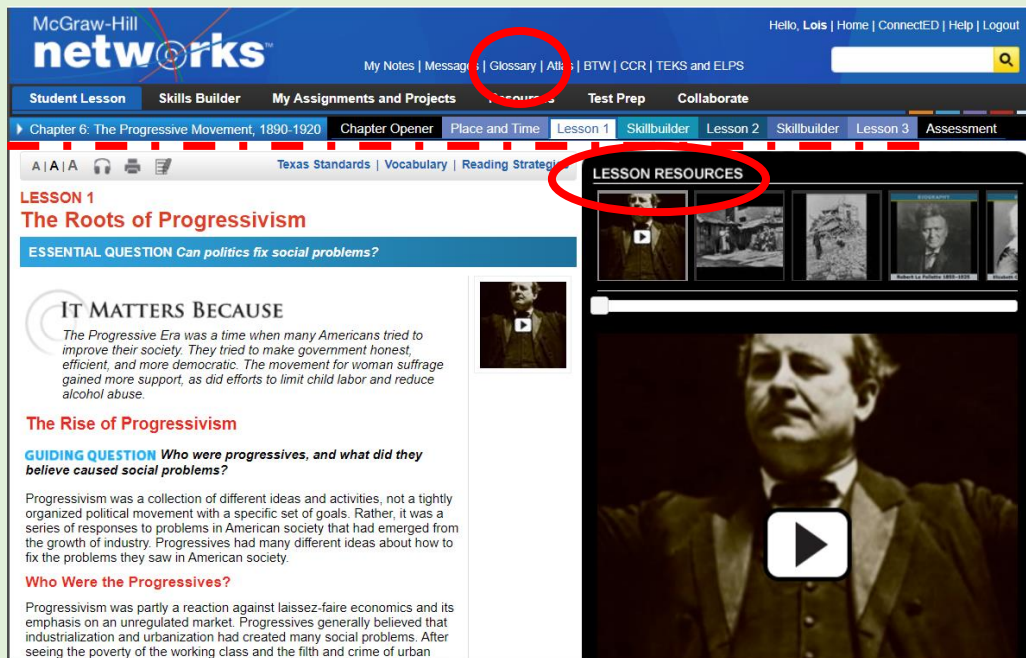 McGraw-Hill
netw@rks™
Hello, Lois | Home | ConnectED | Help | Logout
My Notes | Messages | Glossary | Atlas | BTW | CCR | TEKS and ELPS
Student Lesson Skills Builder My Assignments and Projects Resources Test Prep Collaborate
Chapter 6: The Progressive Movement, 1890-1920 Chapter Opener Place and Time Lesson 1 Skillbuilder Lesson 2 Skillbuilder Lesson 3 Assessment
A | A | A Texas Standards | Vocabulary | Reading Strategies
LESSON RESOURCES
BIOGRAPHY
Robert La Follette 1855–1925
LESSON 1
The Roots of Progressivism
ESSENTIAL QUESTION Can politics fix social problems?
IT MATTERS BECAUSE
The Progressive Era was a time when many Americans tried to
improve their society. They tried to make government honest,
efficient, and more democratic. The movement for woman suffrage
gained more support, as did efforts to limit child labor and reduce
alcohol abuse.
The Rise of Progressivism
GUIDING QUESTION Who were progressives, and what did they
believe caused social problems?
Progressivism was a collection of different ideas and activities, not a tightly
organized political movement with a specific set of goals. Rather, it was a
series of responses to problems in American society that had emerged from
the growth of industry. Progressives had many different ideas about how to
fix the problems they saw in American society.
Who Were the Progressives?
Progressivism was partly a reaction against laissez-faire economics and its
emphasis on an unregulated market. Progressives generally believed that
industrialization and urbanization had created many social problems. After
seeing the poverty of the working class and the filth and crime of urban